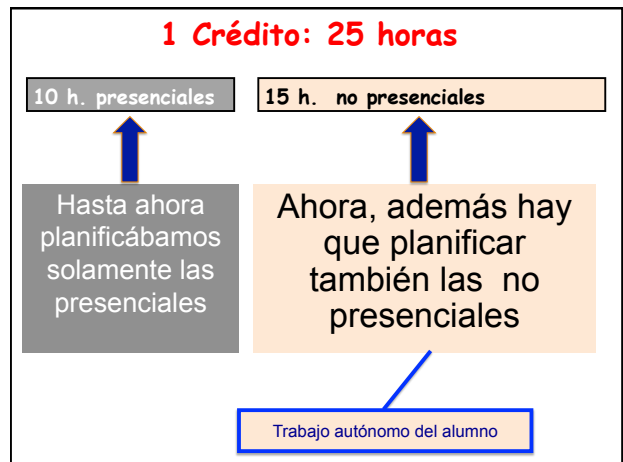 1 Crédito: 25 horas
10 h. presenciales
15 h. no presenciales
Hasta ahora
planificábamos
solamente las
presenciales
Ahora, además hay
que planificar
también las no
presenciales
Trabajo autónomo del alumno